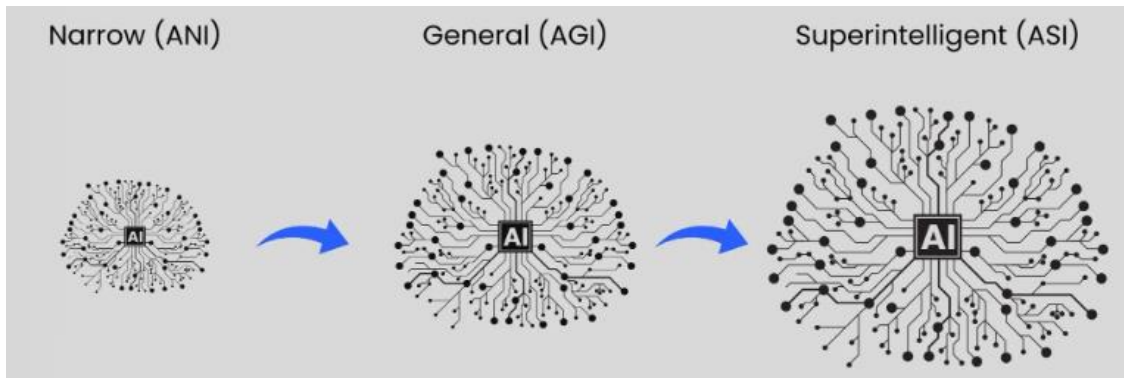 Narrow (ANI)
General (AGI)
Superintelligent (ASI)
AI
AI
AI